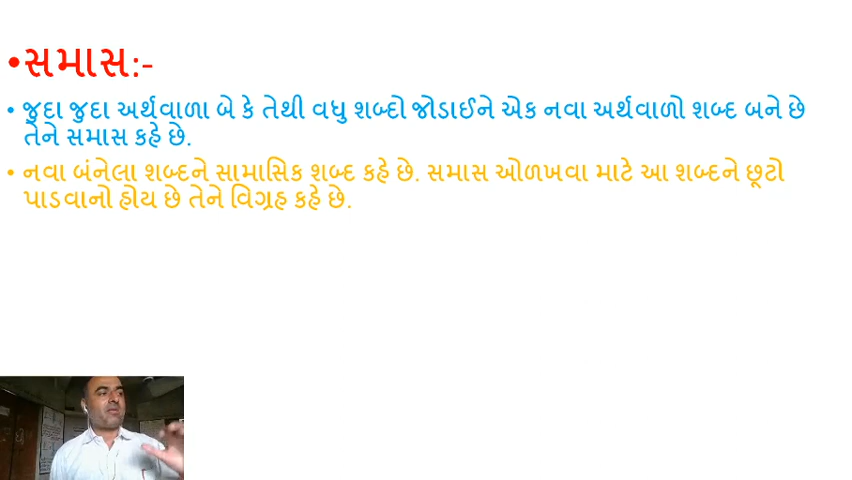 •સમાસ:-
• જુદા જુદા અર્થવાળા બે કે તેથી વધુ શબ્દો જોડાઈને એક નવા અર્થવાળો શબ્દ બને છે
તેને સમાસ કહે છે.
• નવા બંનેલા શબ્દને સામાસિક શબ્દ કહે છે. સમાસ ઓળખવા માટે આ શબ્દને છૂટો
પાડવાનો હોય છે તેને વિગ્રહ કહે છે.